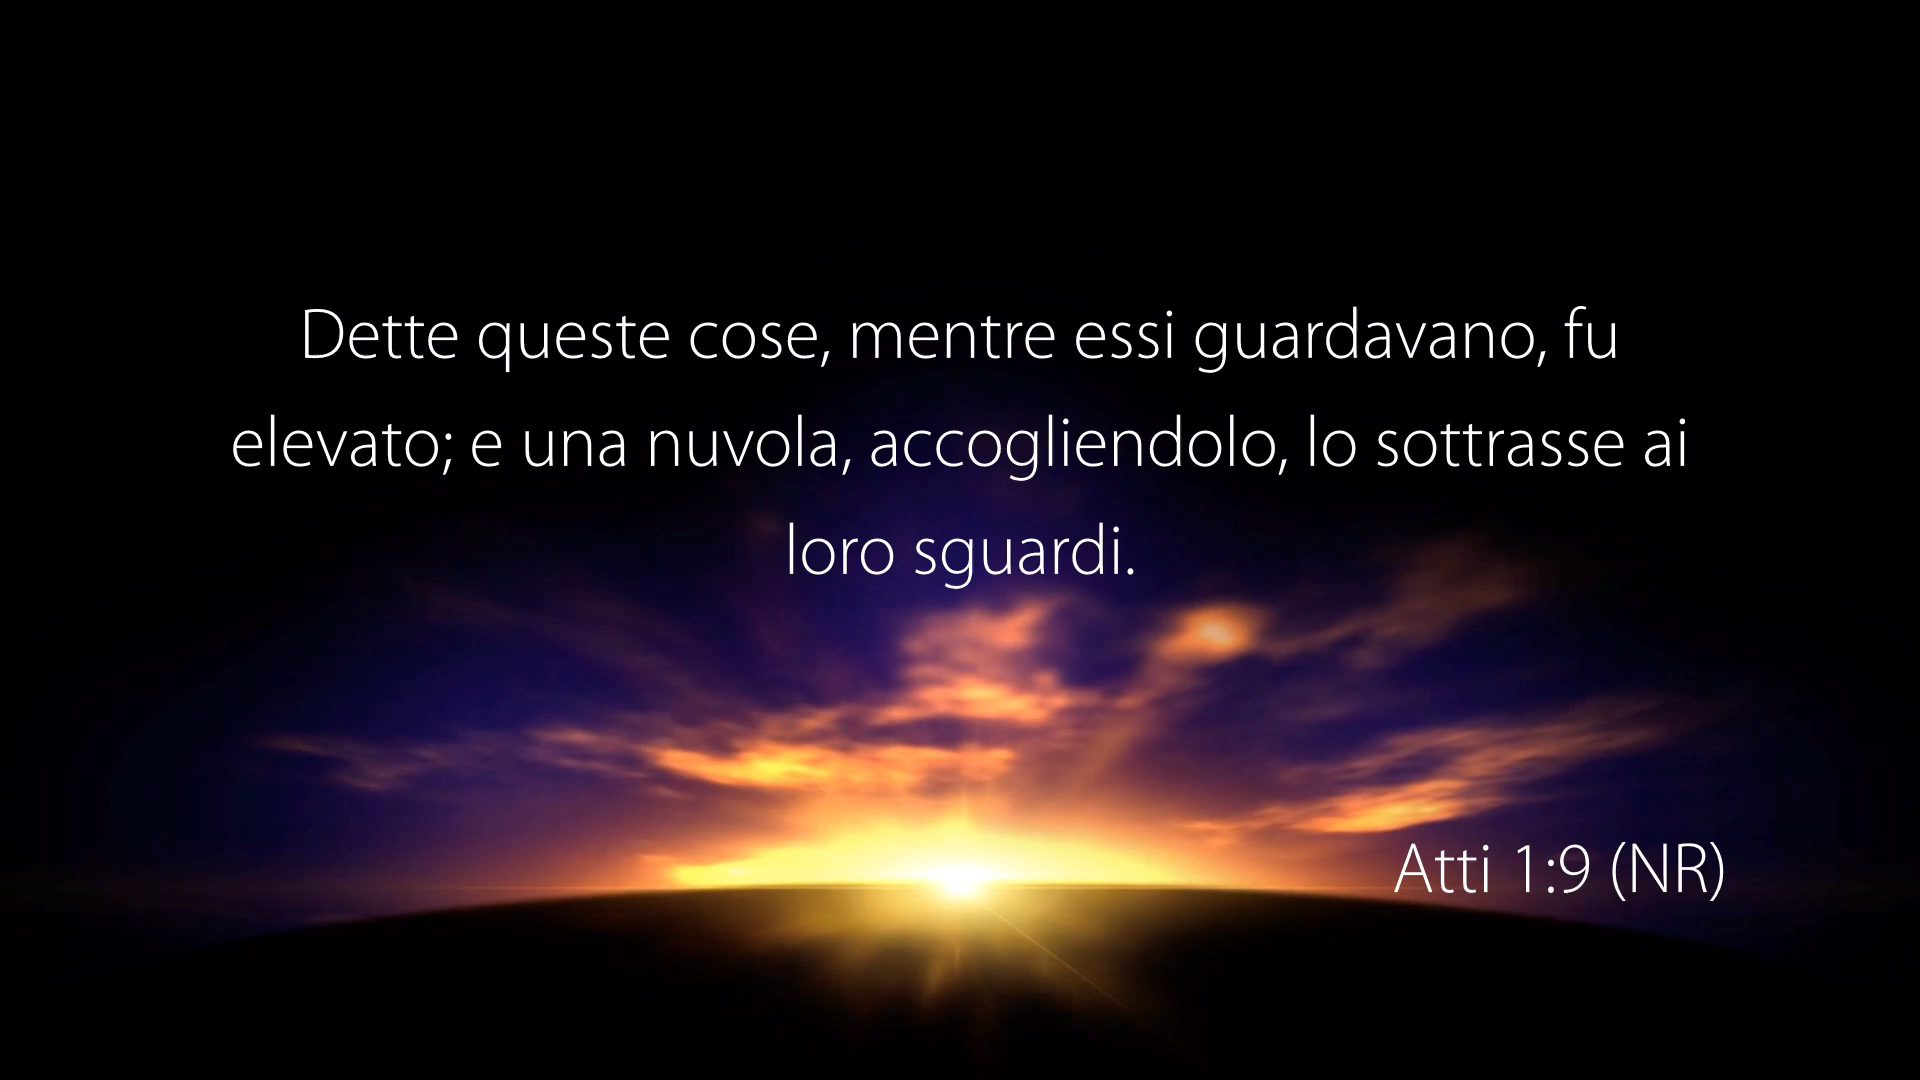 Dette queste cose, mentre essi guardavano, fu
elevato; e una nuvola, accogliendolo, lo sottrasse ai
loro sguardi.
Atti 1:9 (NR)